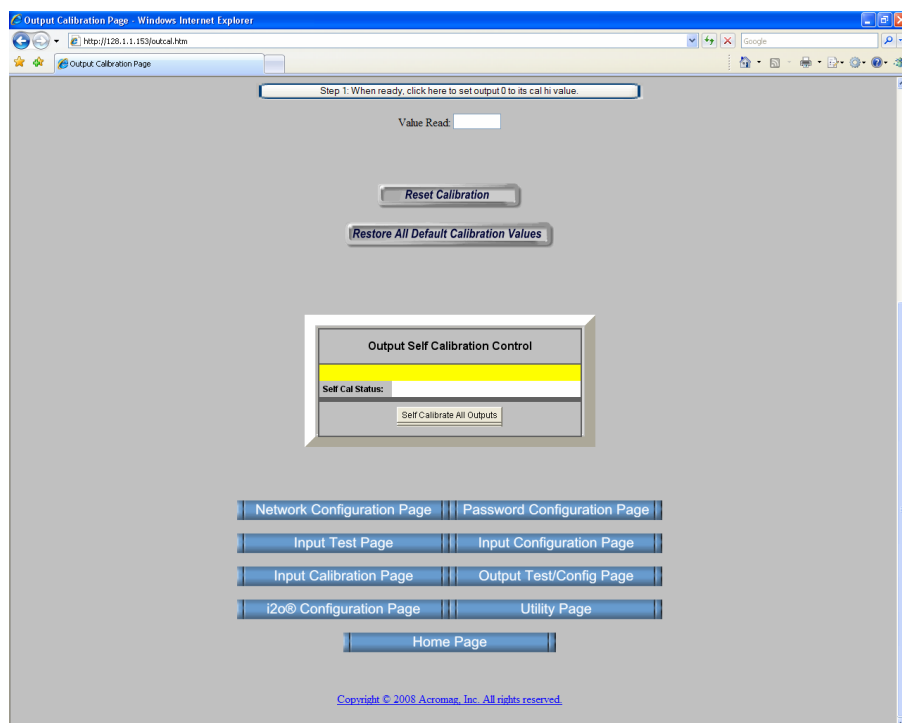 Output Calibration Page - Windows Internet Explorer
http://128.1.1.153/outcal.htm
Google
Output Calibration Page
Step 1: When ready, click here to set output 0 to its cal hi value.
Value Read:
Reset Calibration
Restore All Default Calibration Values
Output Self Calibration Control
Self Cal Status:
Self Calibrate All Outputs
Network Configuration Page Password Configuration Page
Input Test Page Input Configuration Page
Input Calibration Page Output Test/Config Page
i2o® Configuration Page Utility Page
Home Page
Copyright © 2008 Acromag, Inc. All rights reserved.